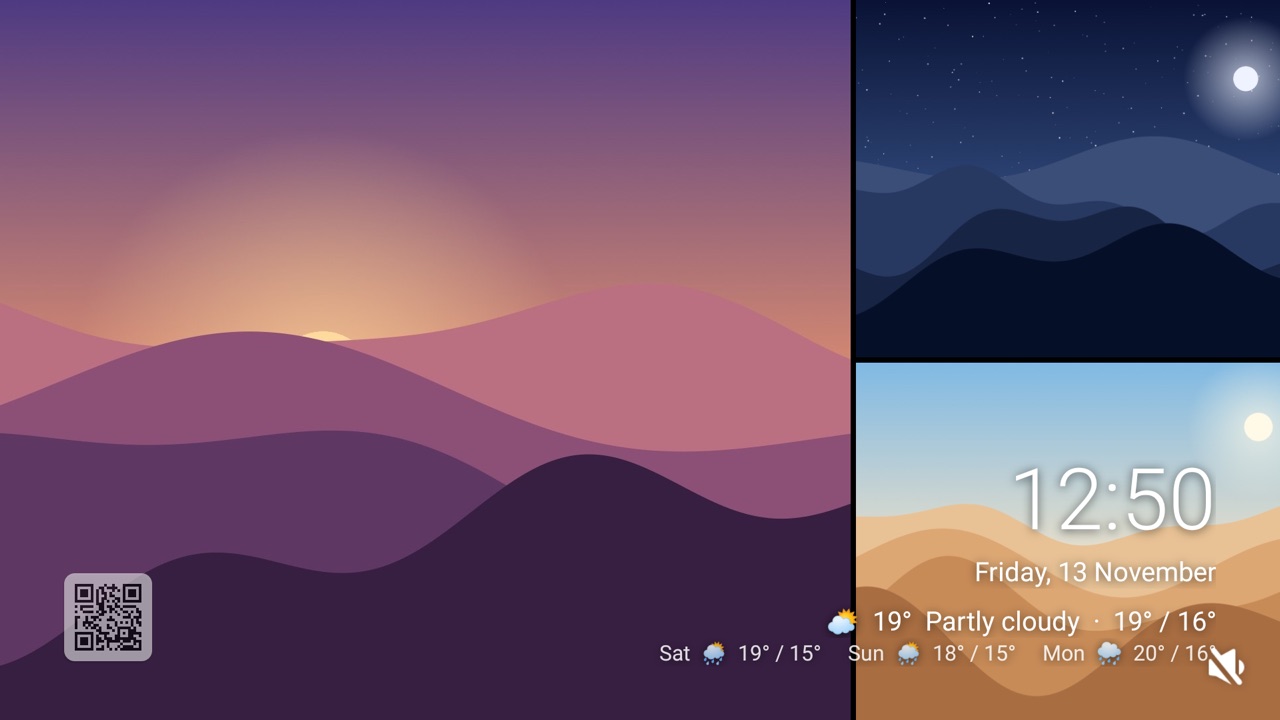 12:50
Friday, 13 November
19° Partly cloudy · 19° / 16°
Sat 19° / 15° Sun 18° / 15° Mon 20° / 16°